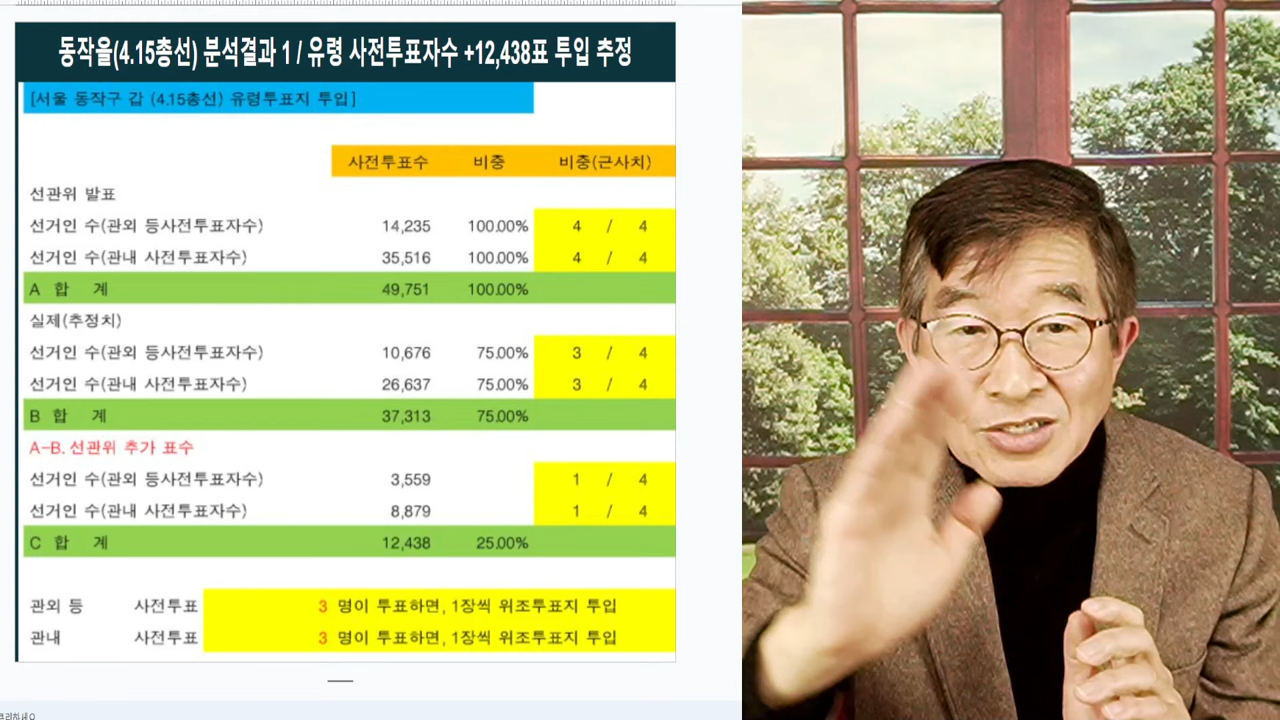 동작을(4.15총선) 분석결과 1 / 유령 사전투표자수 +12,438표 투입 추정
[서울 동작구 갑 (4.15총선) 유령투표지 투입]
사전투표수 비중 비중(근사치)
선관위 발표
선거인 수(관외 등사전투표자수) 14,235 100.00% 4 / 4
선거인 수(관내 사전투표자수) 35,516 100.00% 4 / 4
A 합 계 49,751 100.00%
실제(추정치)
선거인 수(관외 등사전투표자수) 10,676 75.00% 3 / 4
선거인 수(관내 사전투표자수) 26,637 75.00% 3 / 4
B 합 계 37,313 75.00%
A-B. 선관위 추가 표수
선거인 수(관외 등사전투표자수) 3,559 1 / 4
선거인 수(관내 사전투표자수) 8,879 1 / 4
C 합 계 12,438 25.00%
관외 등 사전투표 3 명이 투표하면, 1장씩 위조투표지 투입
관내 사전투표 3 명이 투표하면, 1장씩 위조투표지 투입